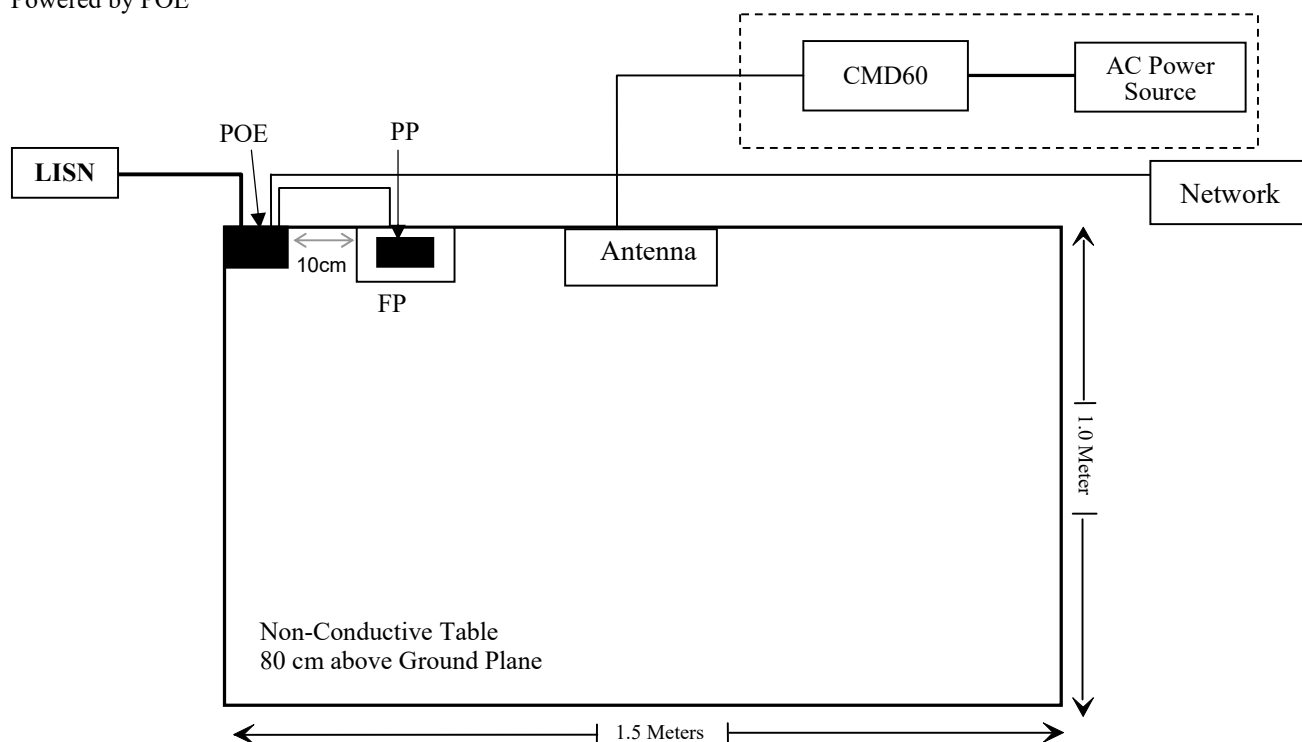 Powered by POE
CMD60
AC Power
Source
POE
PP
LISN
Network
Antenna
10cm
FP
1.0 Meter
Non-Conductive Table
80 cm above Ground Plane
1.5 Meters